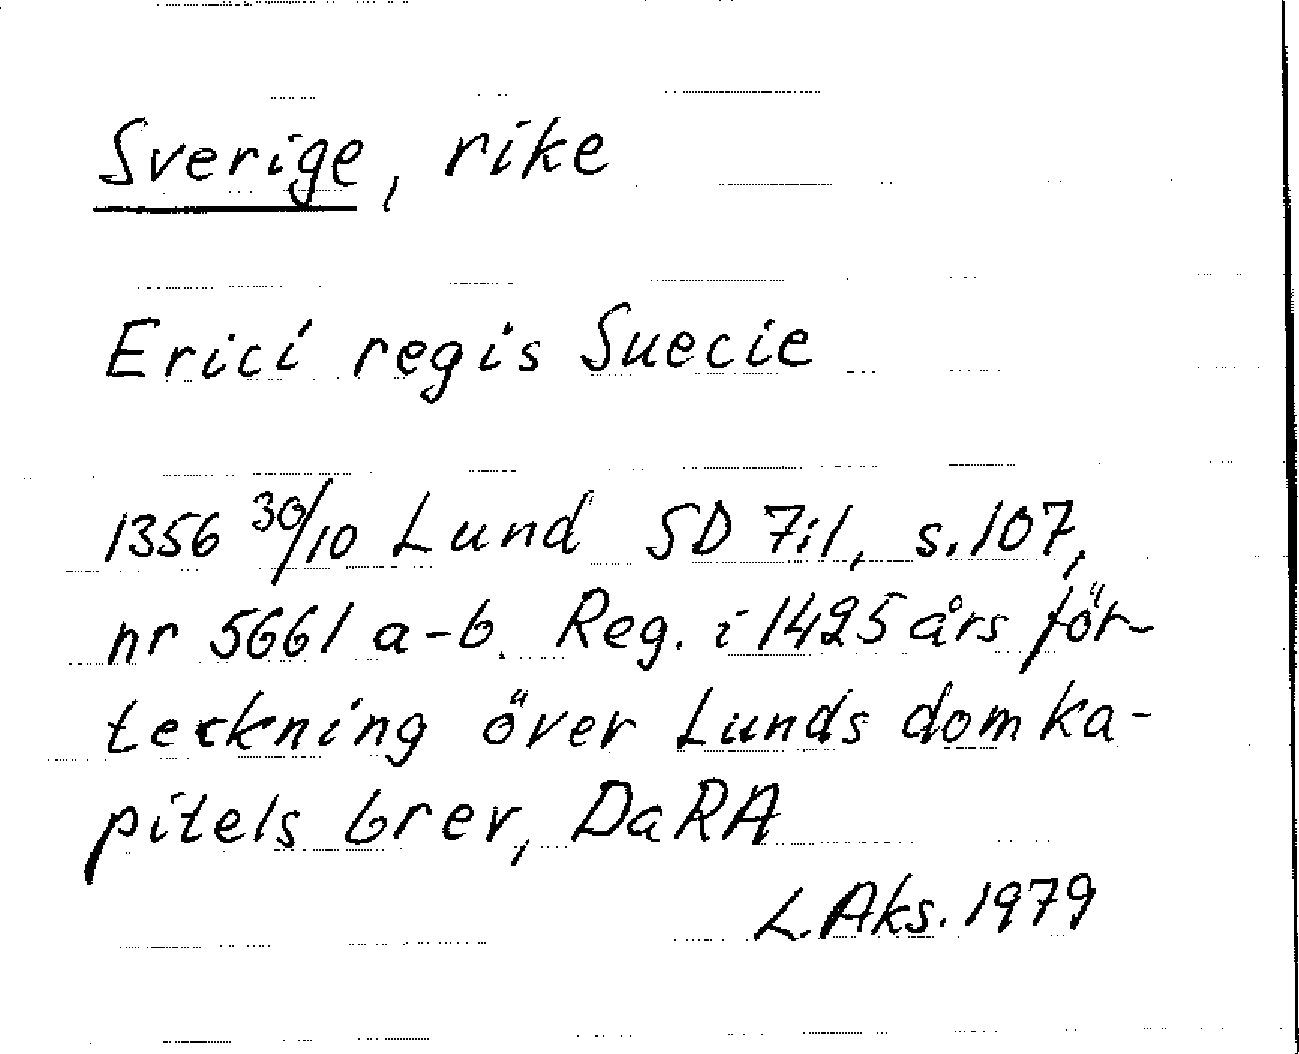 Sverige, rike
Erici regis Suecie
1356 30/10 Lund SD 7:1, s. 107,
nr 5661 a-b. Reg. i 1425 års för-
teckning över Lunds domka-
pitels brev, DaRA
L. Aks. 1979